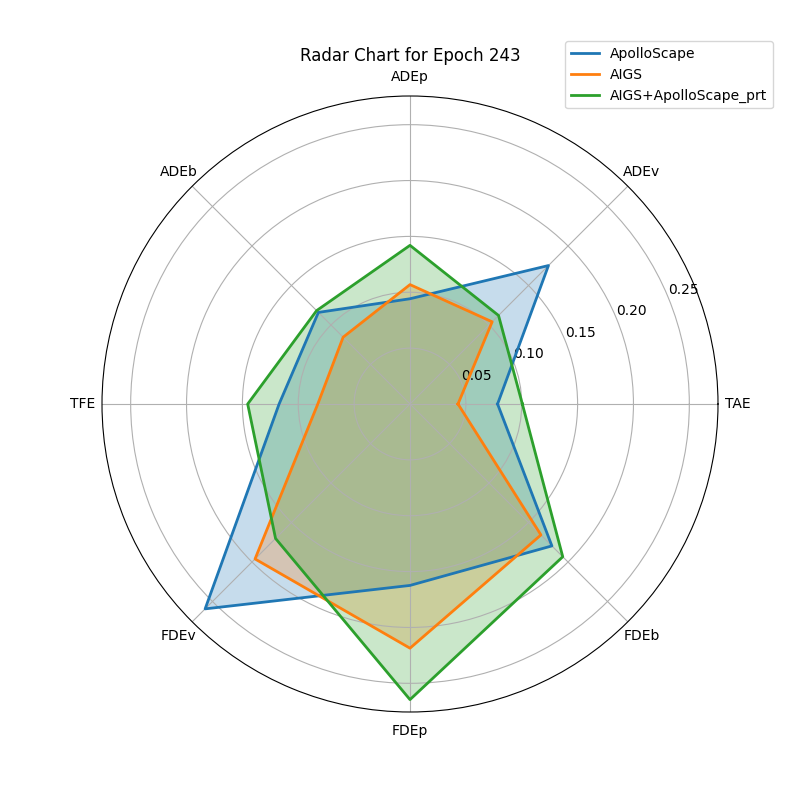 Radar Chart for Epoch 243
ApolloScape
AIGS
AIGS+ApolloScape_prt
ADEp
ADEb
ADEv
0.25
0.20
0.15
0.10
0.05
TFE
TAE
FDEv
FDEb
FDEp